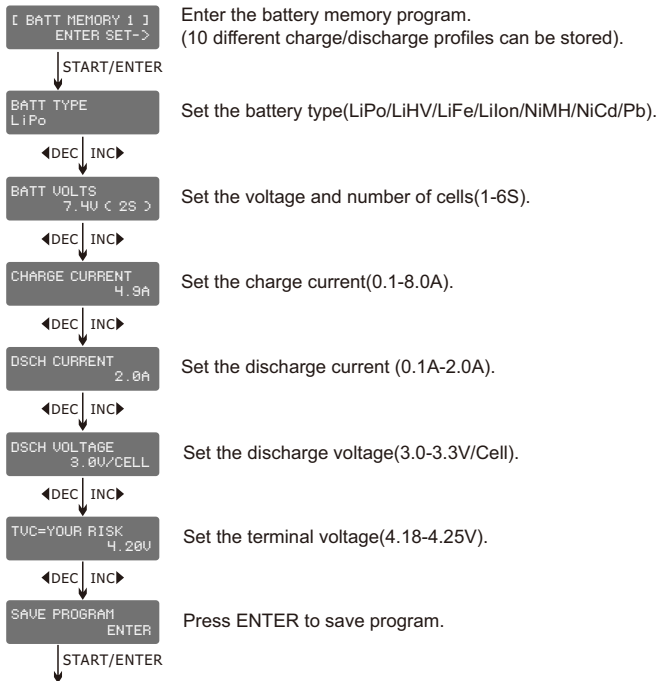 [ BATT MEMORY 1 ]
ENTER SET->
Enter the battery memory program.
(10 different charge/discharge profiles can be stored).
START/ENTER
BATT TYPE
LiPo
Set the battery type(LiPo/LiHV/LiFe/LiIon/NiMH/NiCd/Pb).
◀DEC INC▶
BATT VOLTS
7.4V ( 2S )
Set the voltage and number of cells(1-6S).
◀DEC INC▶
CHARGE CURRENT
4.9A
Set the charge current(0.1-8.0A).
◀DEC INC▶
DSCH CURRENT
2.0A
Set the discharge current (0.1A-2.0A).
◀DEC INC▶
DSCH VOLTAGE
3.0V/CELL
Set the discharge voltage(3.0-3.3V/Cell).
◀DEC INC▶
TVC=YOUR RISK
4.20V
Set the terminal voltage(4.18-4.25V).
◀DEC INC▶
SAVE PROGRAM
ENTER
Press ENTER to save program.
START/ENTER